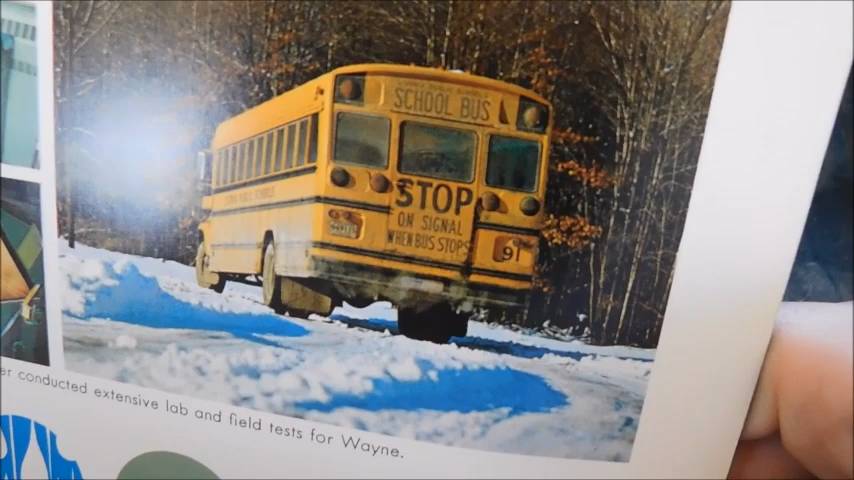 SCHOOL BUS
STOP
ON SIGNAL
WHEN BUS STOPS
91
er conducted extensive lab and field tests for Wayne.